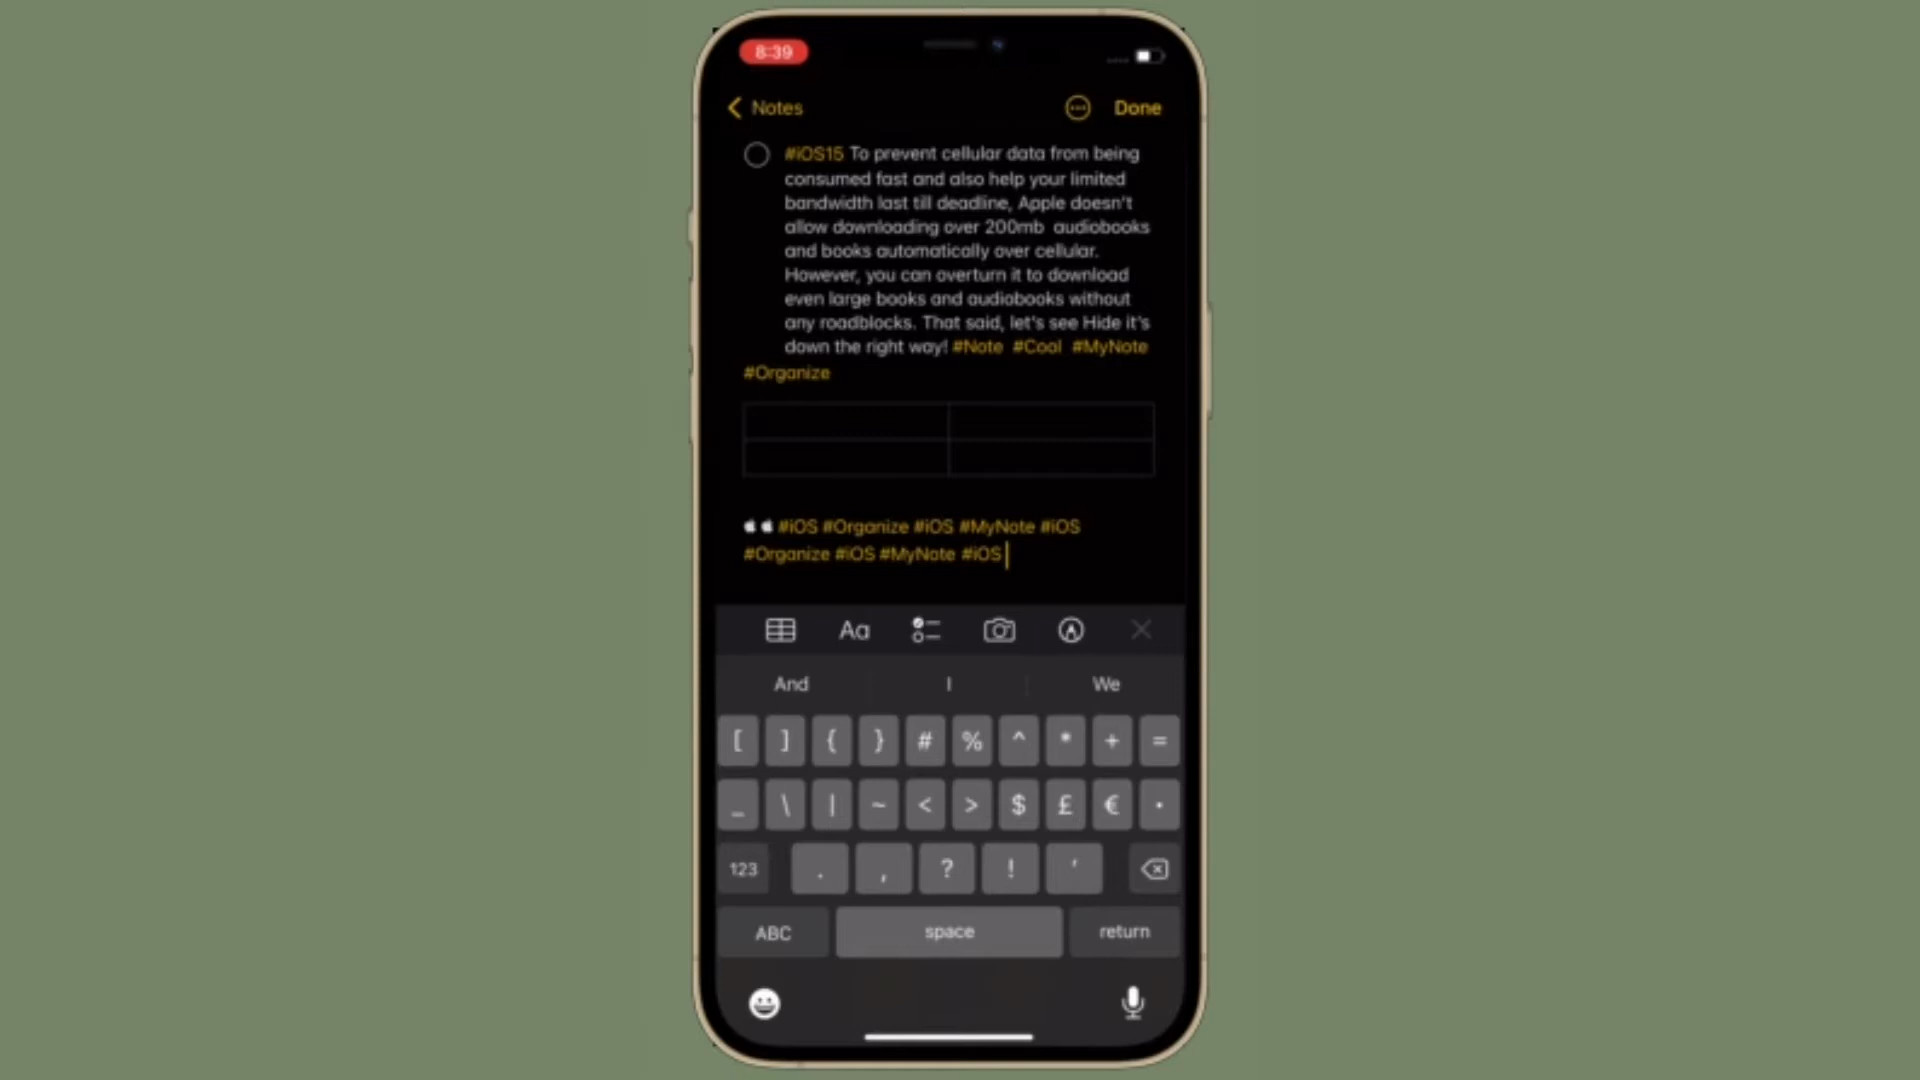 8:39
Notes
Done
#iOS15 To prevent cellular data from being
consumed fast and also help your limited
bandwidth last till deadline, Apple doesn't
allow downloading over 200mb audiobooks
and books automatically over cellular.
However, you can overturn it to download
even large books and audiobooks without
any roadblocks. That said, let's see Hide it's
down the right way! #Note #Cool #MyNote
#Organize
#iOS #Organize #iOS #MyNote #iOS
#Organize #iOS #MyNote #iOS
Aa
And I We
[ ] { } # % ^ * + =
_ \ | ~ < > $ £ € •
123 . , ? ! '
ABC space return